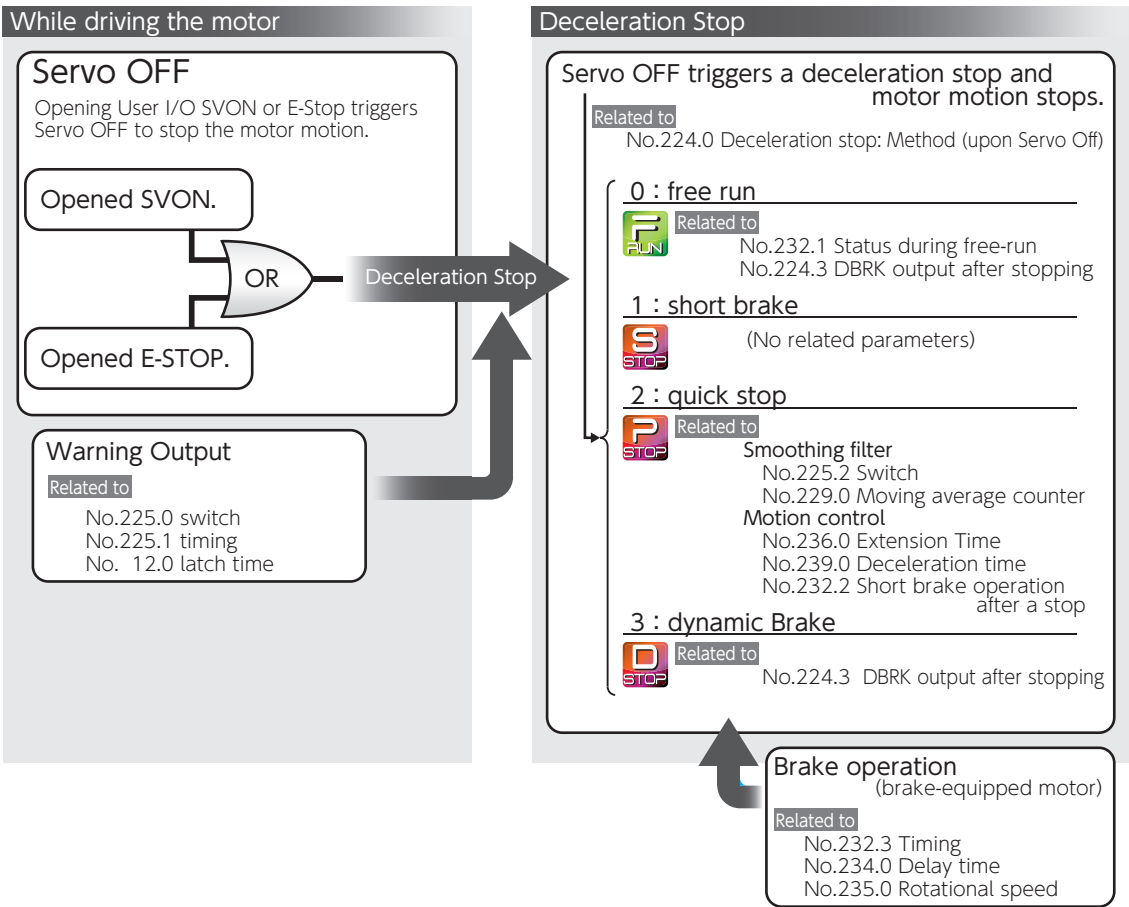 While driving the motor
Servo OFF
Opening User I/O SVON or E-Stop triggers
Servo OFF to stop the motor motion.
Opened SVON.
OR
Opened E-STOP.
Deceleration Stop
Warning Output
Related to
No.225.0 switch
No.225.1 timing
No. 12.0 latch time
Deceleration Stop
Servo OFF triggers a deceleration stop and
motor motion stops.
Related to
No.224.0 Deceleration stop: Method (upon Servo Off)
0 : free run
F RUN
Related to
No.232.1 Status during free-run
No.224.3 DBRK output after stopping
1 : short brake
S STOP
(No related parameters)
2 : quick stop
P STOP
Related to
Smoothing filter
No.225.2 Switch
No.229.0 Moving average counter
Motion control
No.236.0 Extension Time
No.239.0 Deceleration time
No.232.2 Short brake operation
after a stop
3 : dynamic Brake
D STOP
Related to
No.224.3 DBRK output after stopping
Brake operation
(brake-equipped motor)
Related to
No.232.3 Timing
No.234.0 Delay time
No.235.0 Rotational speed